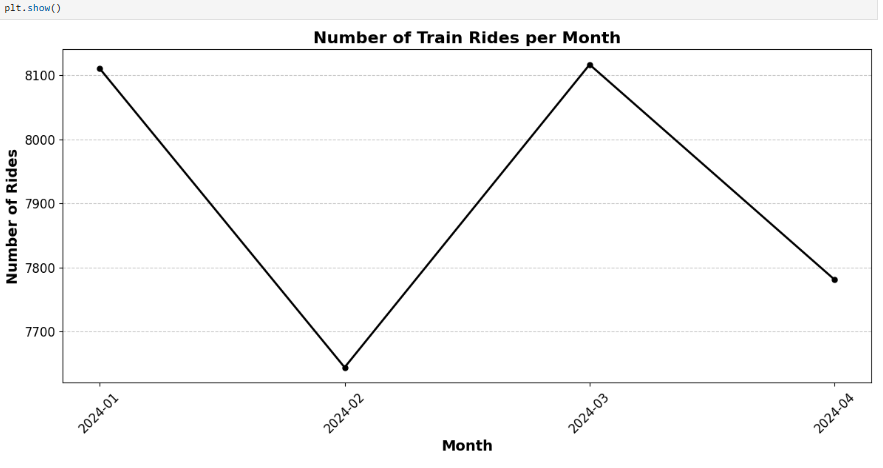 plt.show()
Number of Train Rides per Month
Number of Rides
8100
8000
7900
7800
7700
2024-01
2024-02
2024-03
2024-04
Month